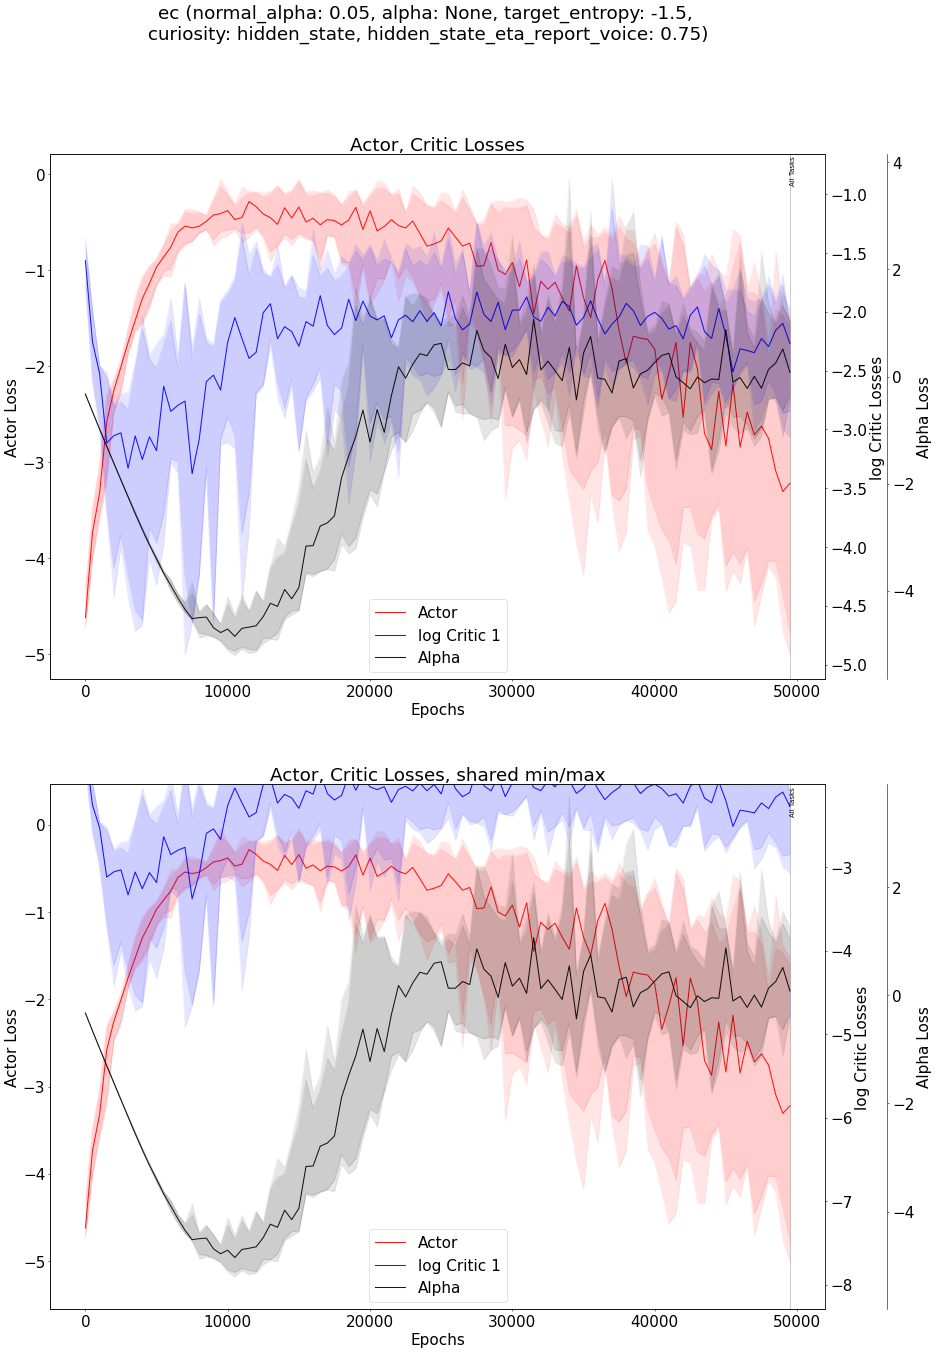 ec (normal_alpha: 0.05, alpha: None, target_entropy: -1.5,
curiosity: hidden_state, hidden_state_eta_report_voice: 0.75)
Actor, Critic Losses
All Tasks
0
−1
−2
−3
−4
−5
Actor Loss
−1.0
−1.5
−2.0
−2.5
−3.0
−3.5
−4.0
−4.5
−5.0
log Critic Losses
4
2
0
−2
−4
Alpha Loss
Actor
log Critic 1
Alpha
0 10000 20000 30000 40000 50000
Epochs
Actor, Critic Losses, shared min/max
All Tasks
0
−1
−2
−3
−4
−5
Actor Loss
−3
−4
−5
−6
−7
−8
log Critic Losses
2
0
−2
−4
Alpha Loss
Actor
log Critic 1
Alpha
0 10000 20000 30000 40000 50000
Epochs